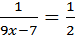 1/(9x−7) = 1/2